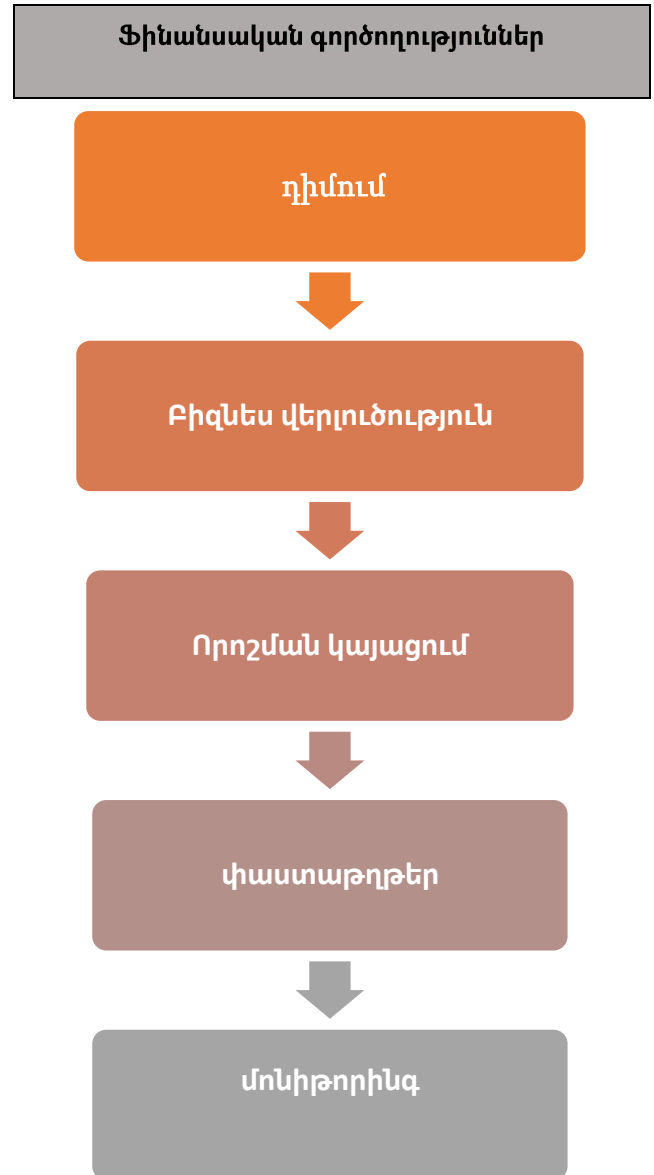 Ֆինանսական գործողություններ
դիմում
Բիզնես վերլուծություն
Որոշման կայացում
փաստաթղթեր
մոնիթորինգ